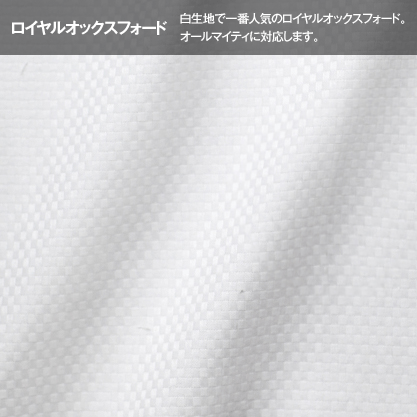 ロイヤルオックスフォード
白生地で一番人気のロイヤルオックスフォード。
オールマイティに対応します。